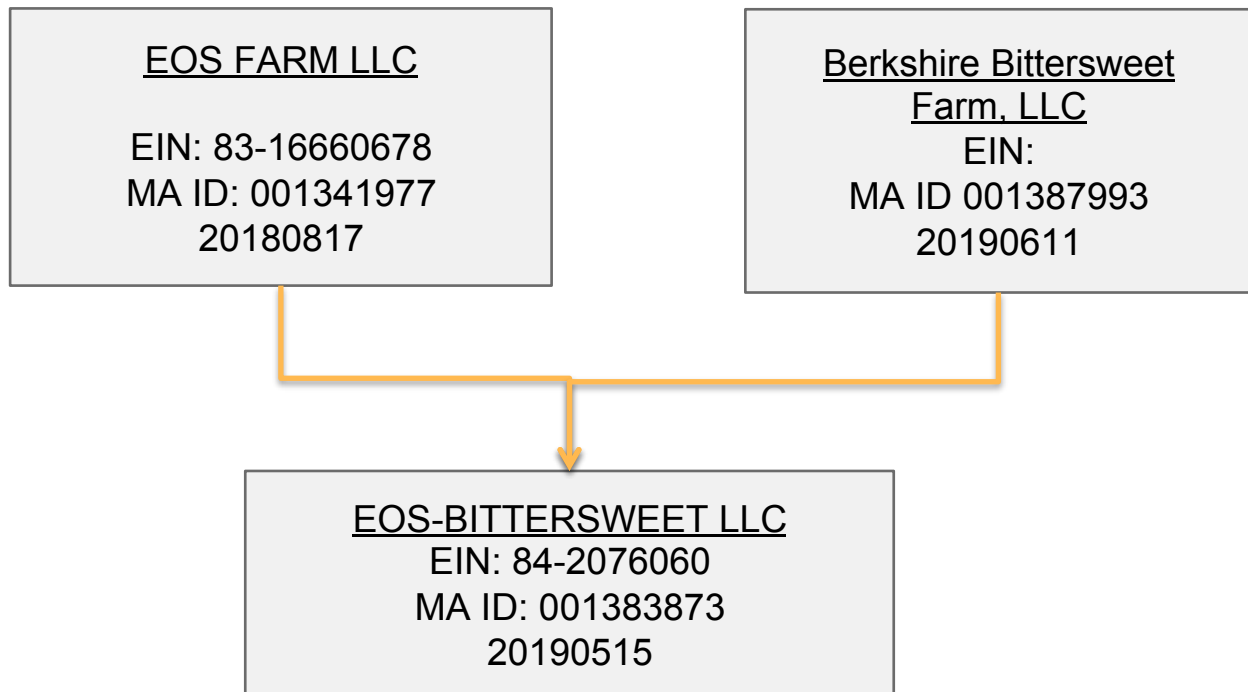 EOS FARM LLC
EIN: 83-16660678
MA ID: 001341977
20180817
Berkshire Bittersweet
Farm, LLC
EIN:
MA ID 001387993
20190611
EOS-BITTERSWEET LLC
EIN: 84-2076060
MA ID: 001383873
20190515